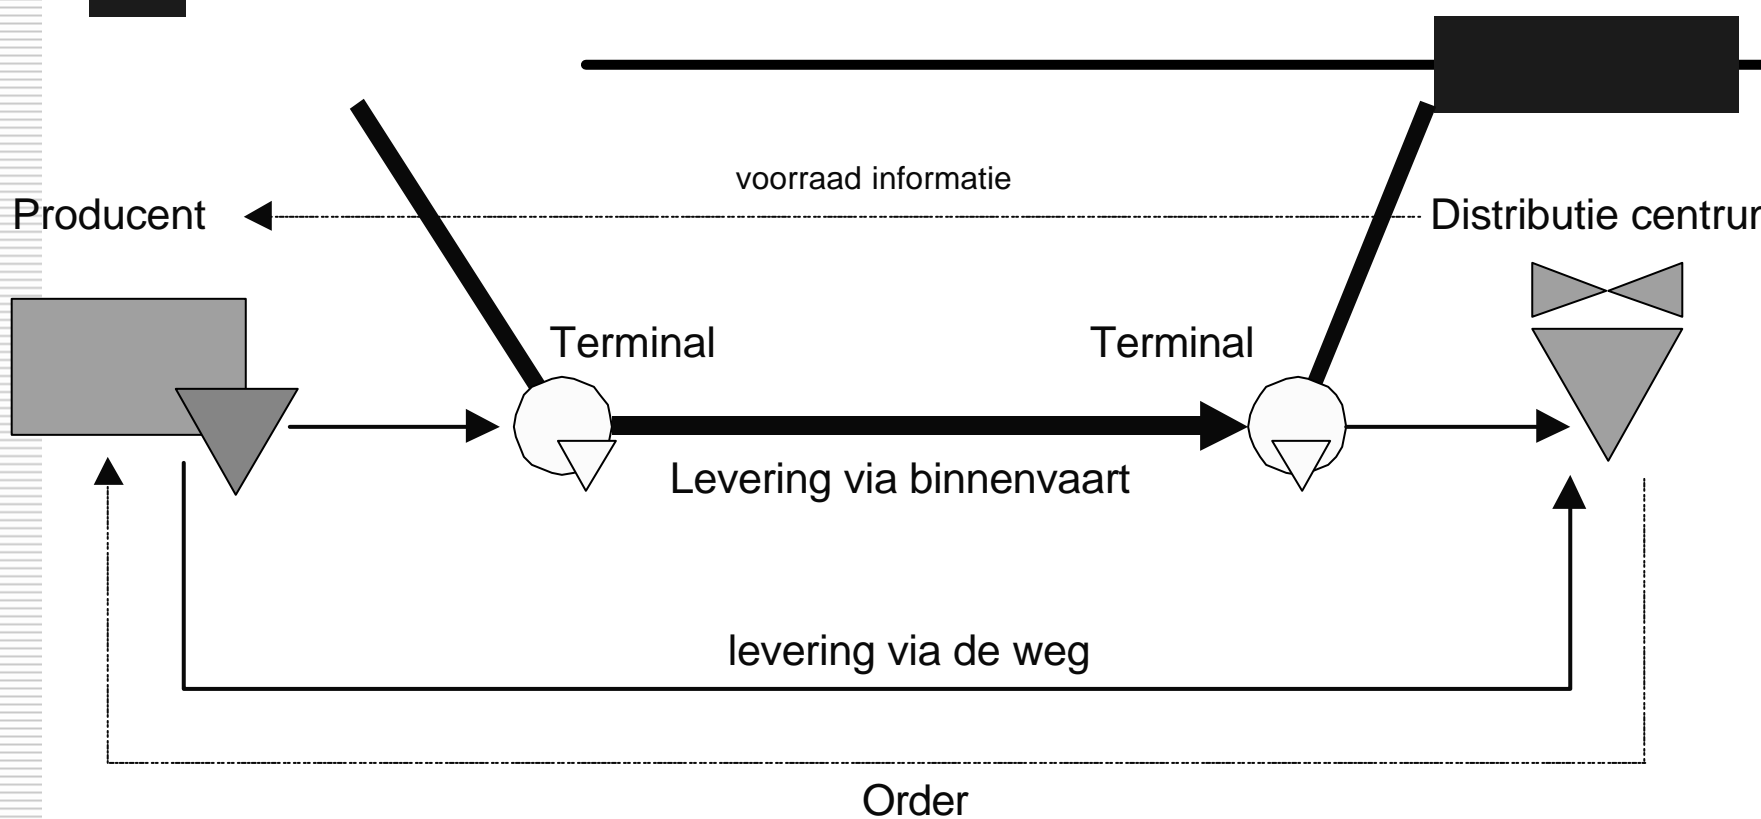 voorraad informatie
Producent
Distributie centrum
Terminal
Terminal
Levering via binnenvaart
levering via de weg
Order